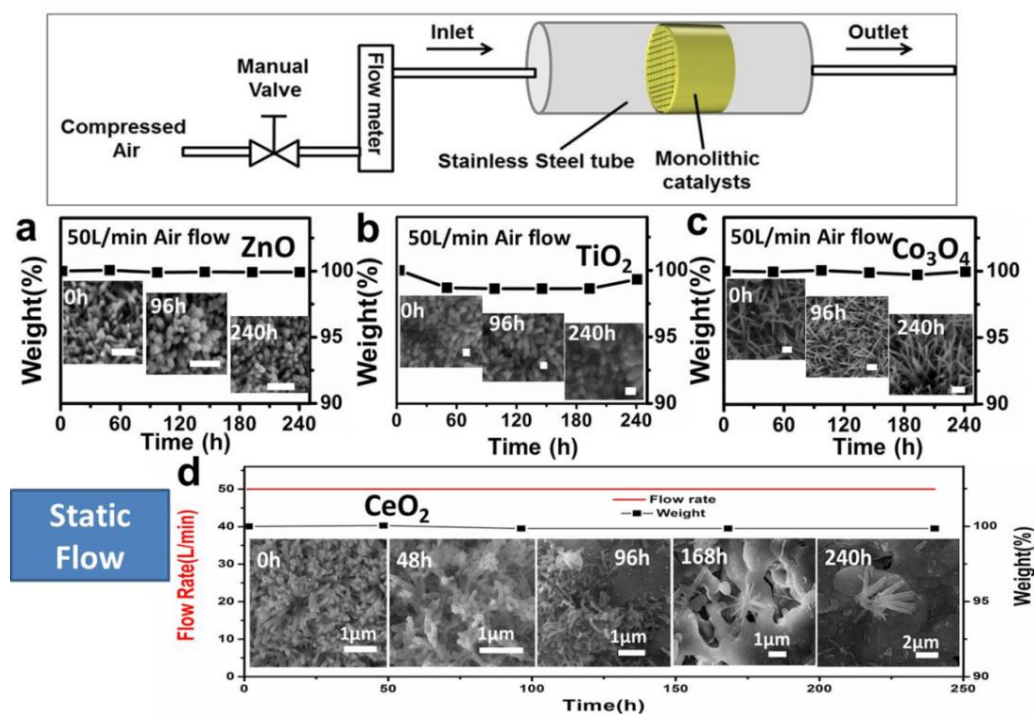 Inlet
Outlet
Manual
Valve
Flow meter
Compressed
Air
Stainless Steel tube
Monolithic
catalysts
a
50L/min Air flow
ZnO
Weight(%)
0h
96h
240h
100
95
90
0 60 120 180 240
Time (h)
b
50L/min Air flow
TiO2
Weight(%)
0h
96h
240h
100
95
90
0 60 120 180 240
Time (h)
c
50L/min Air flow
Co3O4
Weight(%)
0h
96h
240h
100
95
90
0 60 120 180 240
Time (h)
Static
Flow
d
CeO2
Flow rate
Weight
Flow Rate(L/min)
50
40
30
20
10
0
0h
48h
96h
168h
240h
1μm
1μm
1μm
1μm
2μm
100
95
90
Weight(%)
0 50 100 150 200 250
Time(h)